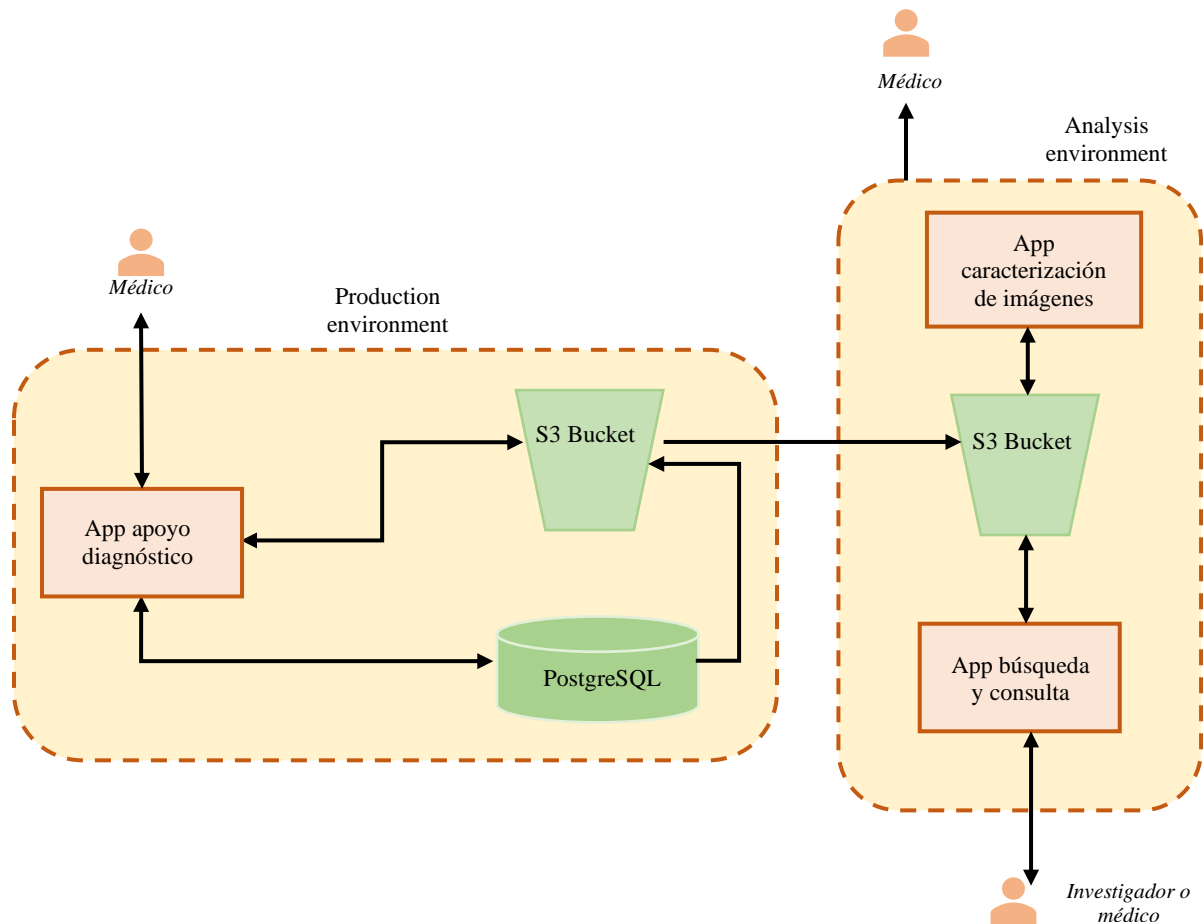 Médico
Analysis
environment
App
caracterización
de imágenes
Médico
Production
environment
S3 Bucket
S3 Bucket
App apoyo
diagnóstico
PostgreSQL
App búsqueda
y consulta
Investigador o
médico